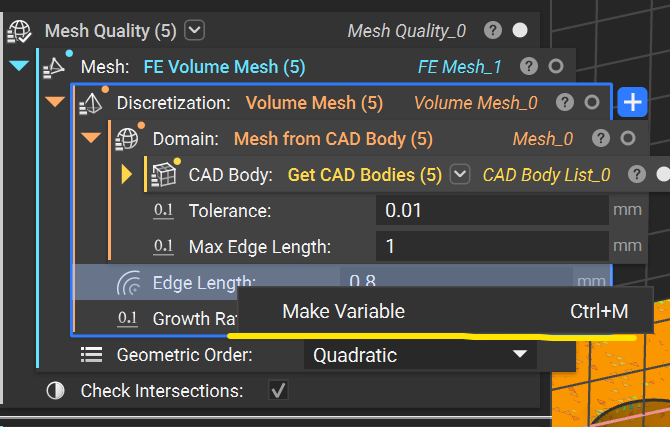 Mesh Quality (5) Mesh Quality_0 ?
Mesh: FE Volume Mesh (5) FE Mesh_1 ?
Discretization: Volume Mesh (5) Volume Mesh_0 ? +
Domain: Mesh from CAD Body (5) Mesh_0 ?
CAD Body: Get CAD Bodies (5) CAD Body List_0 ?
0.1 Tolerance: 0.01 mm
0.1 Max Edge Length: 1 mm
Edge Length: 0.8 mm
Make Variable Ctrl+M
0.1 Growth Ra
Geometric Order: Quadratic
Check Intersections: